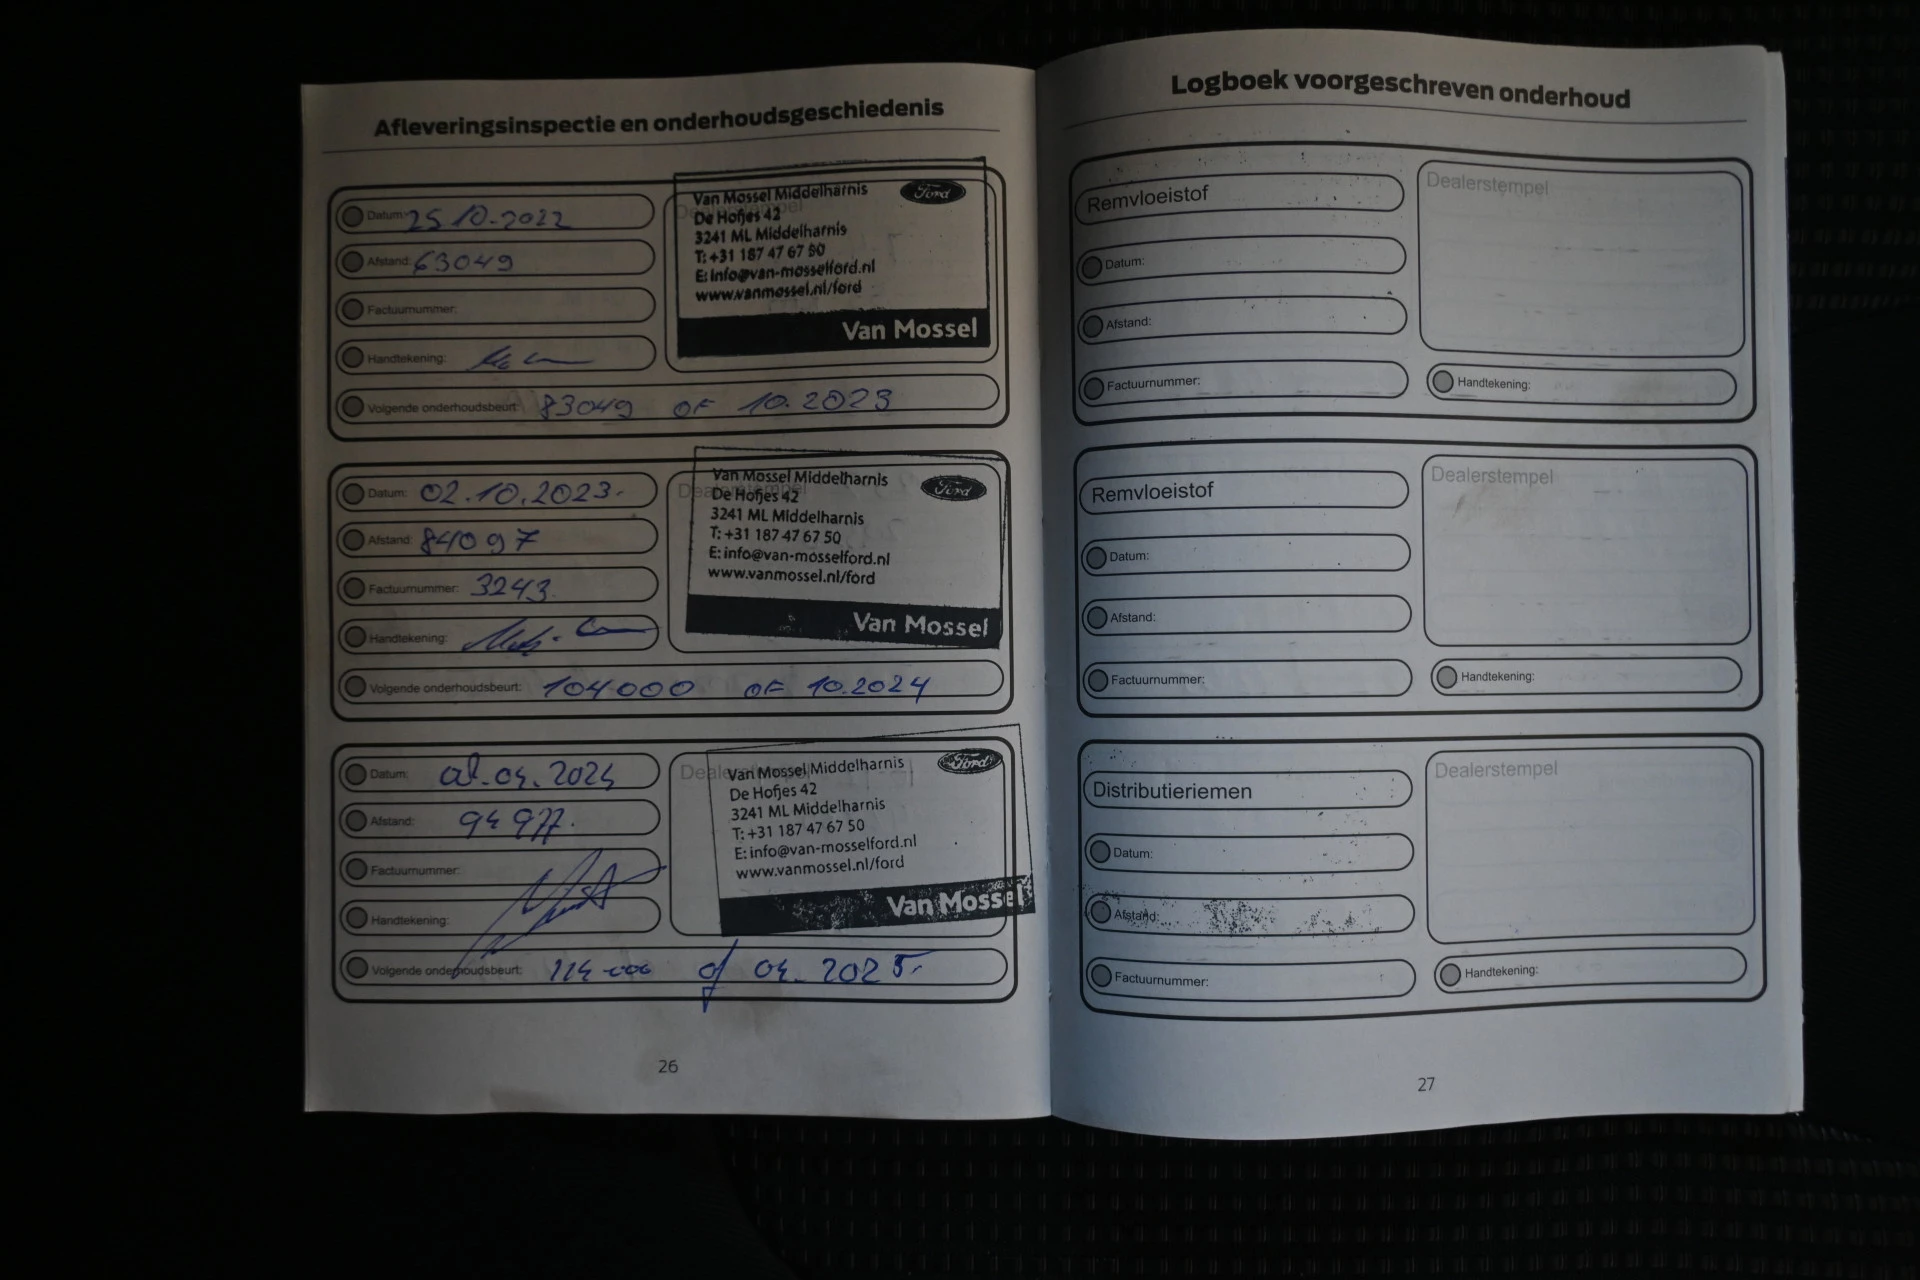 Afleveringsinspectie en onderhoudsgeschiedenis
Datum: 25 10.2022
Afstand: 63049
Factuurnummer:
Handtekening:
Volgende onderhoudsbeurt: 83049 OF 10.2023
Dealerstempel
Van Mossel Middelharnis
Ford
De Hofjes 42
3241 ML Middelharnis
T: +31 187 47 67 50
E: info@van-mosselford.nl
www.vanmossel.nl/ford
Van Mossel
Datum: 02.10.2023.
Afstand: 84097
Factuurnummer: 3243
Handtekening:
Volgende onderhoudsbeurt: 104000 OF 10.2024
Dealerstempel
Van Mossel Middelharnis
Ford
De Hofjes 42
3241 ML Middelharnis
T: +31 187 47 67 50
E: info@van-mosselford.nl
www.vanmossel.nl/ford
Van Mossel
Datum:
Afstand: 94977.
Factuurnummer:
Handtekening:
Volgende onderhoudsbeurt: 114000 of 04.2025.
Dealerstempel
Van Mossel Middelharnis
Ford
De Hofjes 42
3241 ML Middelharnis
T: +31 187 47 67 50
E: info@van-mosselford.nl
www.vanmossel.nl/ford
Van Mossel
26
Logboek voorgeschreven onderhoud
Remvloeistof
Datum:
Afstand:
Factuurnummer:
Dealerstempel
Handtekening:
Remvloeistof
Datum:
Afstand:
Factuurnummer:
Dealerstempel
Handtekening:
Distributieriemen
Datum:
Afstand:
Factuurnummer:
Dealerstempel
Handtekening:
27